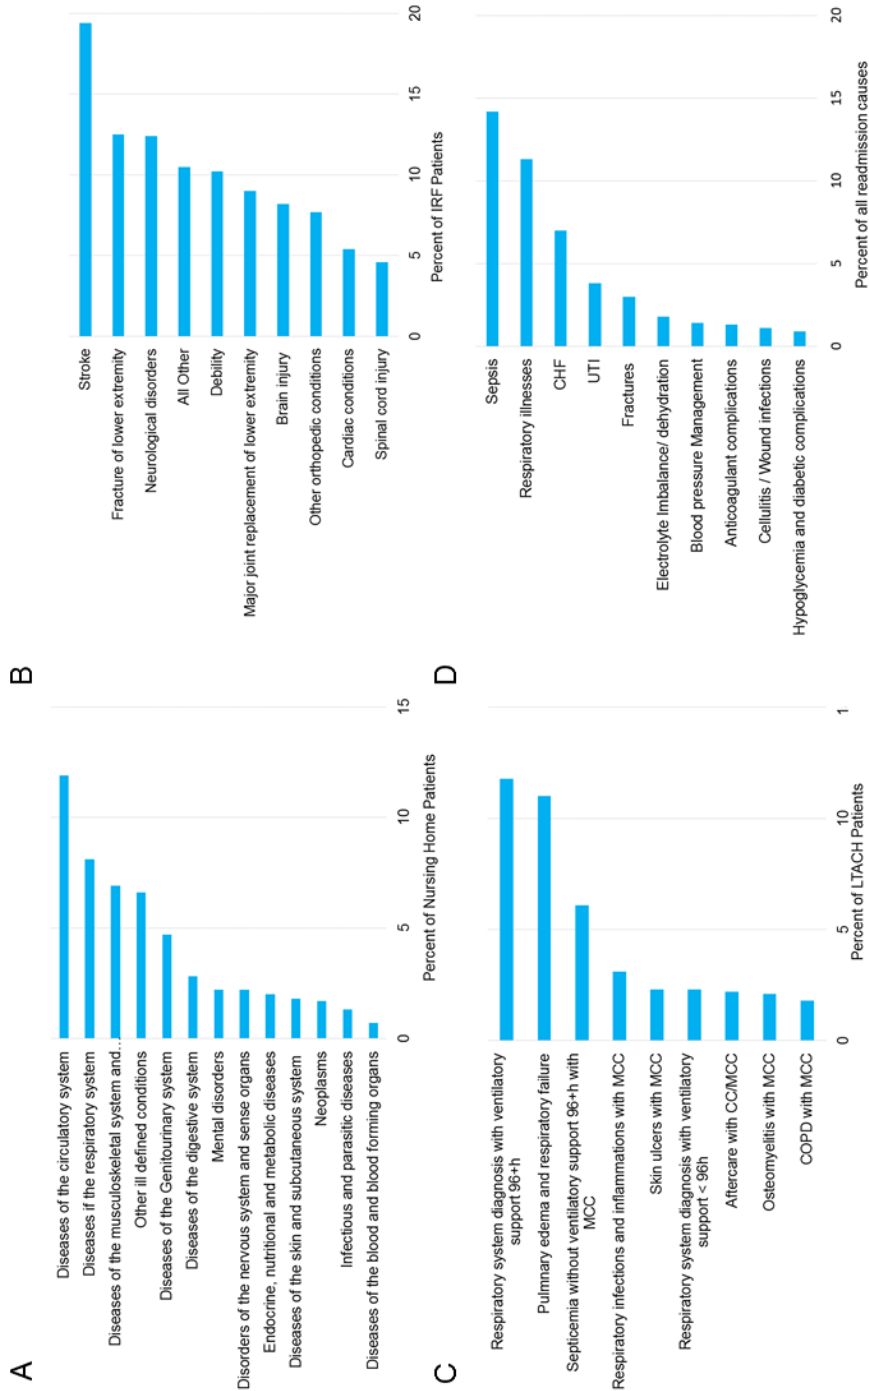 A
Diseases of the circulatory system
Diseases if the respiratory system
Diseases of the musculoskeletal system and…
Other ill defined conditions
Diseases of the Genitourinary system
Diseases of the digestive system
Mental disorders
Disorders of the nervous system and sense organs
Endocrine, nutritional and metabolic diseases
Diseases of the skin and subcutaneous system
Neoplasms
Infectious and parasitic diseases
Diseases of the blood and blood forming organs
0 5 10 15
Percent of Nursing Home Patients
B
Stroke
Fracture of lower extremity
Neurological disorders
All Other
Debility
Major joint replacement of lower extremity
Brain injury
Other orthopedic conditions
Cardiac conditions
Spinal cord injury
0 5 10 15 20
Percent of IRF Patients
C
Respiratory system diagnosis with ventilatory
support 96+h
Pulmnary edema and respiratory failure
Septicemia without ventilatory support 96+h with
MCC
Respiratory infections and inflammations with MCC
Skin ulcers with MCC
Respiratory system diagnosis with ventilatory
support < 96h
Aftercare with CC/MCC
Osteomyelitis with MCC
COPD with MCC
0 5 10 1
Percent of LTACH Patients
D
Sepsis
Respiratory illnesses
CHF
UTI
Fractures
Electrolyte Imbalance/ dehydration
Blood pressure Management
Anticoagulant complications
Cellulitis / Wound infections
Hypoglycemia and diabetic complications
0 5 10 15 20
Percent of all readmission causes